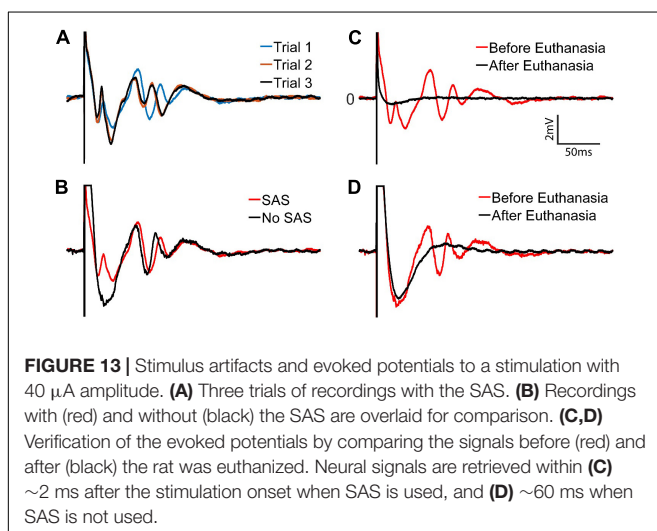 A
Trial 1
Trial 2
Trial 3
C
Before Euthanasia
After Euthanasia
0
2mV
50ms
B
SAS
No SAS
D
Before Euthanasia
After Euthanasia
FIGURE 13 | Stimulus artifacts and evoked potentials to a stimulation with
40 μA amplitude. (A) Three trials of recordings with the SAS. (B) Recordings
with (red) and without (black) the SAS are overlaid for comparison. (C,D)
Verification of the evoked potentials by comparing the signals before (red) and
after (black) the rat was euthanized. Neural signals are retrieved within (C)
~2 ms after the stimulation onset when SAS is used, and (D) ~60 ms when
SAS is not used.